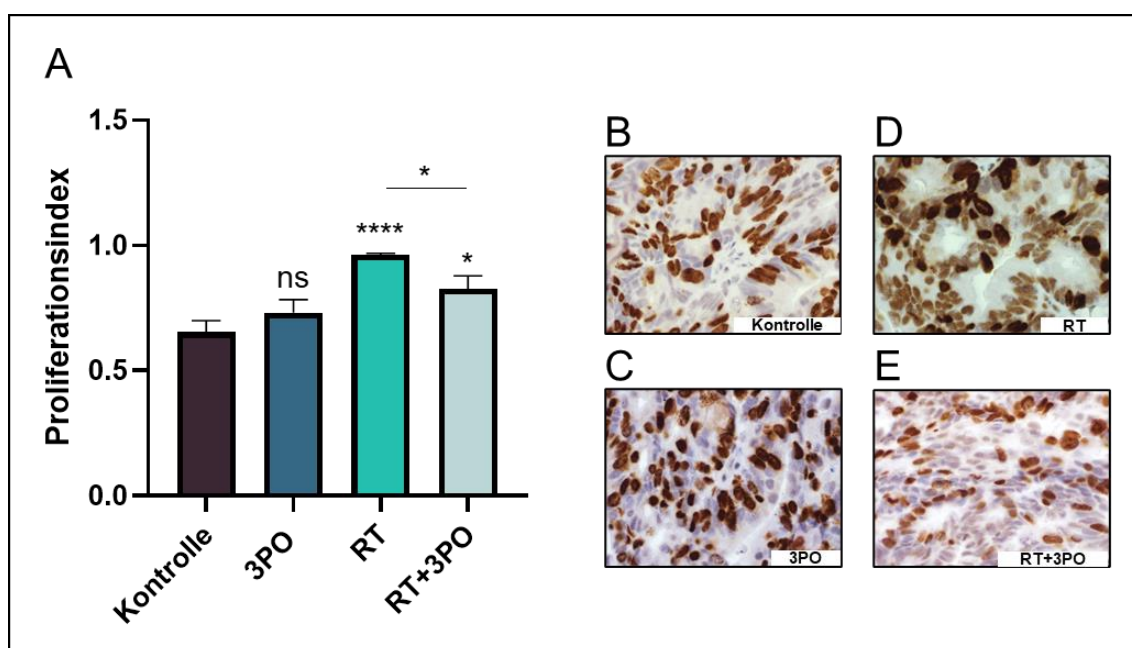 A
Proliferationsindex
1.5
1.0
0.5
0.0
ns
****
*
*
Kontrolle
3PO
RT
RT+3PO
B
Kontrolle
D
RT
C
3PO
E
RT+3PO